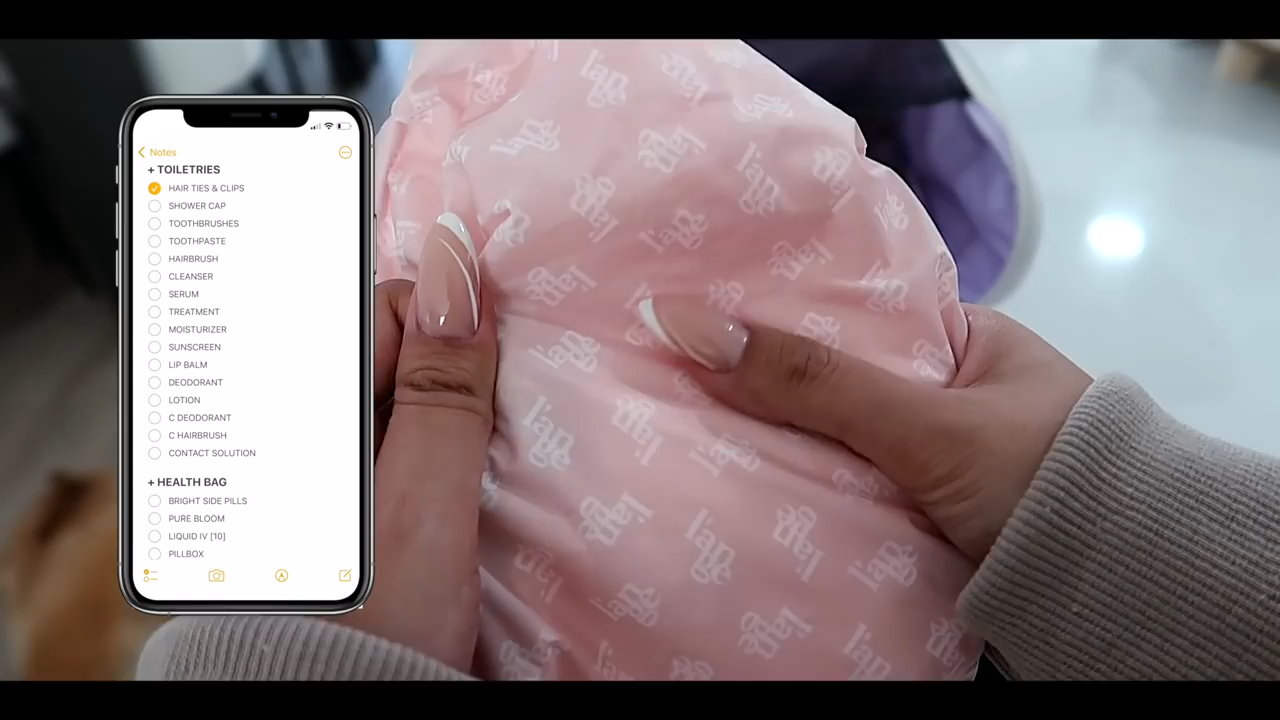 Notes
+ TOILETRIES
HAIR TIES & CLIPS
SHOWER CAP
TOOTHBRUSHES
TOOTHPASTE
HAIRBRUSH
CLEANSER
SERUM
TREATMENT
MOISTURIZER
SUNSCREEN
LIP BALM
DEODORANT
LOTION
C DEODORANT
C HAIRBRUSH
CONTACT SOLUTION
+ HEALTH BAG
BRIGHT SIDE PILLS
PURE BLOOM
LIQUID IV [10]
PILLBOX
l'ange